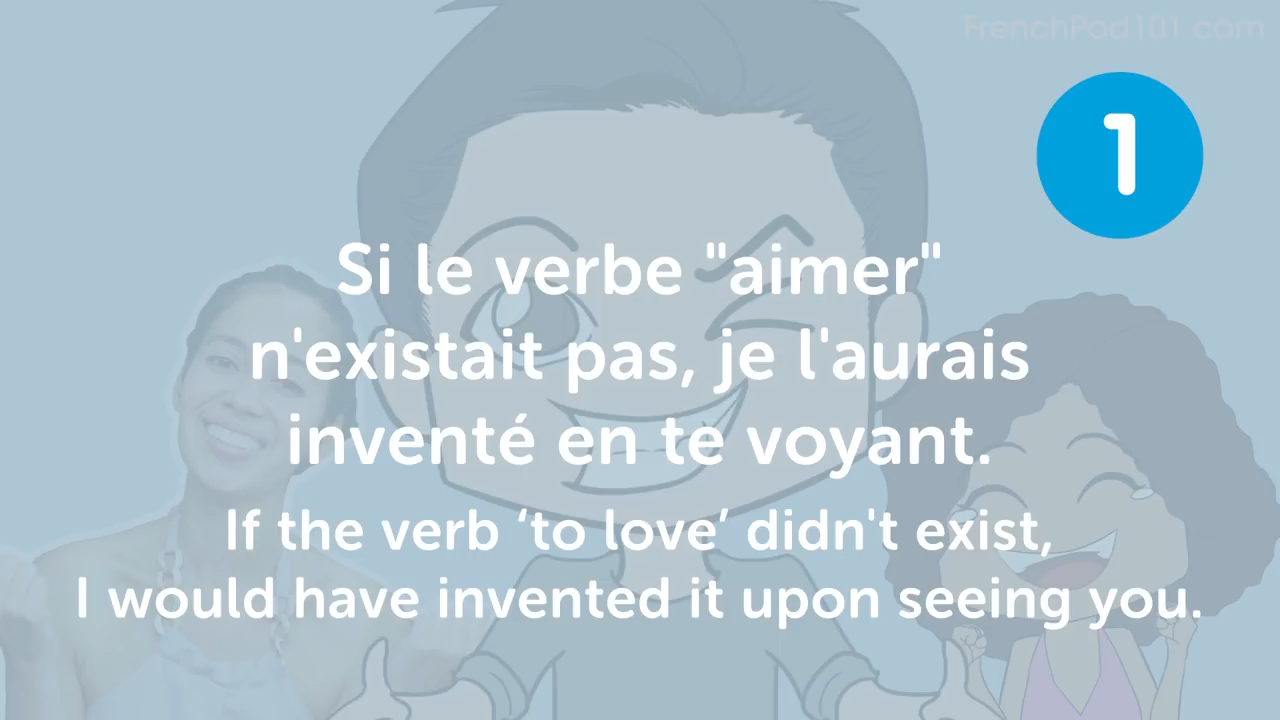 FrenchPod101.com
1
Si le verbe "aimer"
n'existait pas, je l'aurais
inventé en te voyant.
If the verb ‘to love’ didn't exist,
I would have invented it upon seeing you.